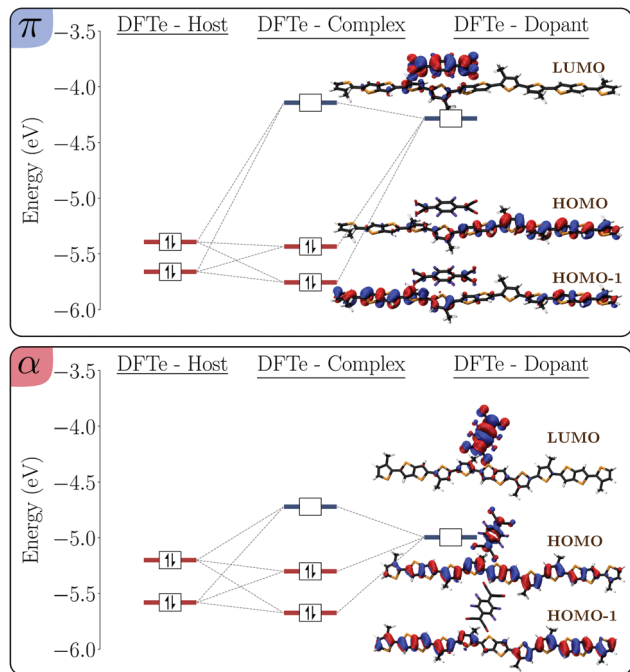 π
DFTe - Host DFTe - Complex DFTe - Dopant
Energy (eV)
−3.5
−4.0
−4.5
−5.0
−5.5
−6.0
LUMO
HOMO
HOMO-1
α
DFTe - Host DFTe - Complex DFTe - Dopant
Energy (eV)
−3.5
−4.0
−4.5
−5.0
−5.5
−6.0
LUMO
HOMO
HOMO-1